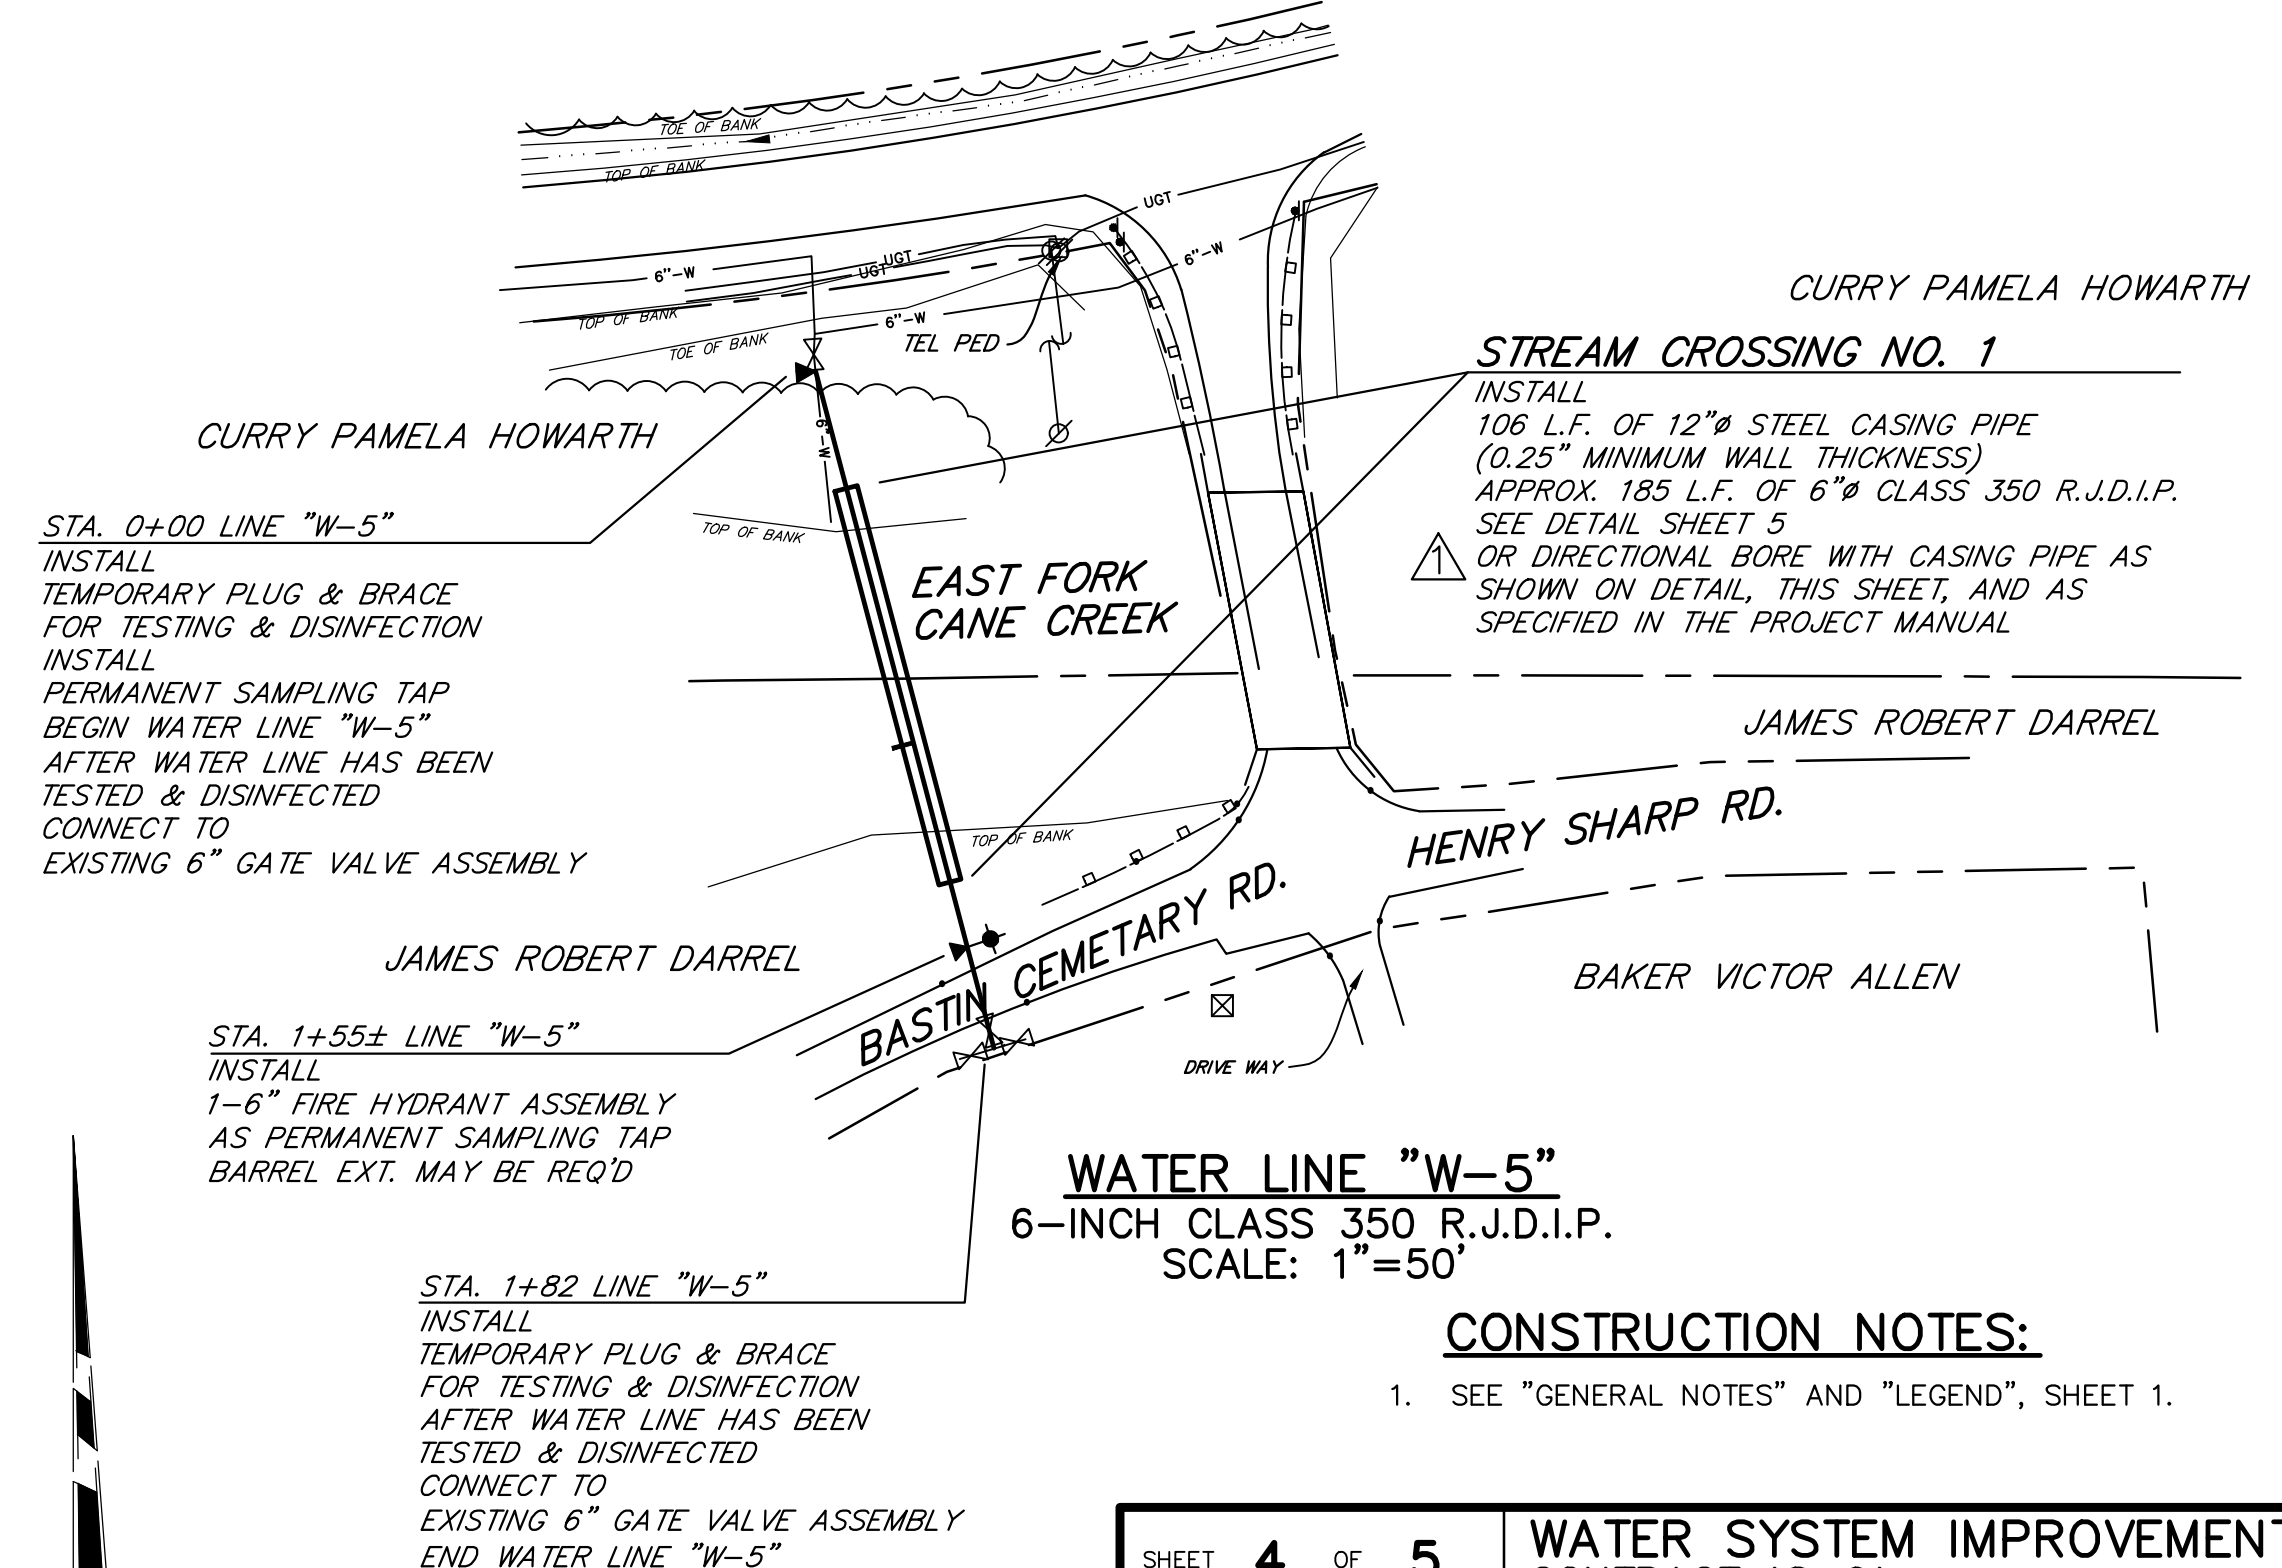 TOE OF BANK
TOP OF BANK
UGT
6"-W
UGT
UGT
6"-W
TOP OF BANK
6"-W
TOE OF BANK
TEL PED
6"-W
CURRY PAMELA HOWARTH
STREAM CROSSING NO. 1
INSTALL
106 L.F. OF 12"ø STEEL CASING PIPE
(0.25" MINIMUM WALL THICKNESS)
APPROX. 185 L.F. OF 6"ø CLASS 350 R.J.D.I.P.
SEE DETAIL SHEET 5
1 OR DIRECTIONAL BORE WITH CASING PIPE AS
SHOWN ON DETAIL, THIS SHEET, AND AS
SPECIFIED IN THE PROJECT MANUAL
CURRY PAMELA HOWARTH
STA. 0+00 LINE "W-5"
INSTALL
TEMPORARY PLUG & BRACE
FOR TESTING & DISINFECTION
INSTALL
PERMANENT SAMPLING TAP
BEGIN WATER LINE "W-5"
AFTER WATER LINE HAS BEEN
TESTED & DISINFECTED
CONNECT TO
EXISTING 6" GATE VALVE ASSEMBLY
TOP OF BANK
EAST FORK
CANE CREEK
JAMES ROBERT DARREL
HENRY SHARP RD.
TOP OF BANK
BASTIN CEMETARY RD.
JAMES ROBERT DARREL
BAKER VICTOR ALLEN
DRIVE WAY
STA. 1+55± LINE "W-5"
INSTALL
1-6" FIRE HYDRANT ASSEMBLY
AS PERMANENT SAMPLING TAP
BARREL EXT. MAY BE REQ'D
WATER LINE "W-5"
6-INCH CLASS 350 R.J.D.I.P.
SCALE: 1"=50'
STA. 1+82 LINE "W-5"
INSTALL
TEMPORARY PLUG & BRACE
FOR TESTING & DISINFECTION
AFTER WATER LINE HAS BEEN
TESTED & DISINFECTED
CONNECT TO
EXISTING 6" GATE VALVE ASSEMBLY
END WATER LINE "W-5"
CONSTRUCTION NOTES:
1. SEE "GENERAL NOTES" AND "LEGEND", SHEET 1.
SHEET 4 OF 5
WATER SYSTEM IMPROVEMENT